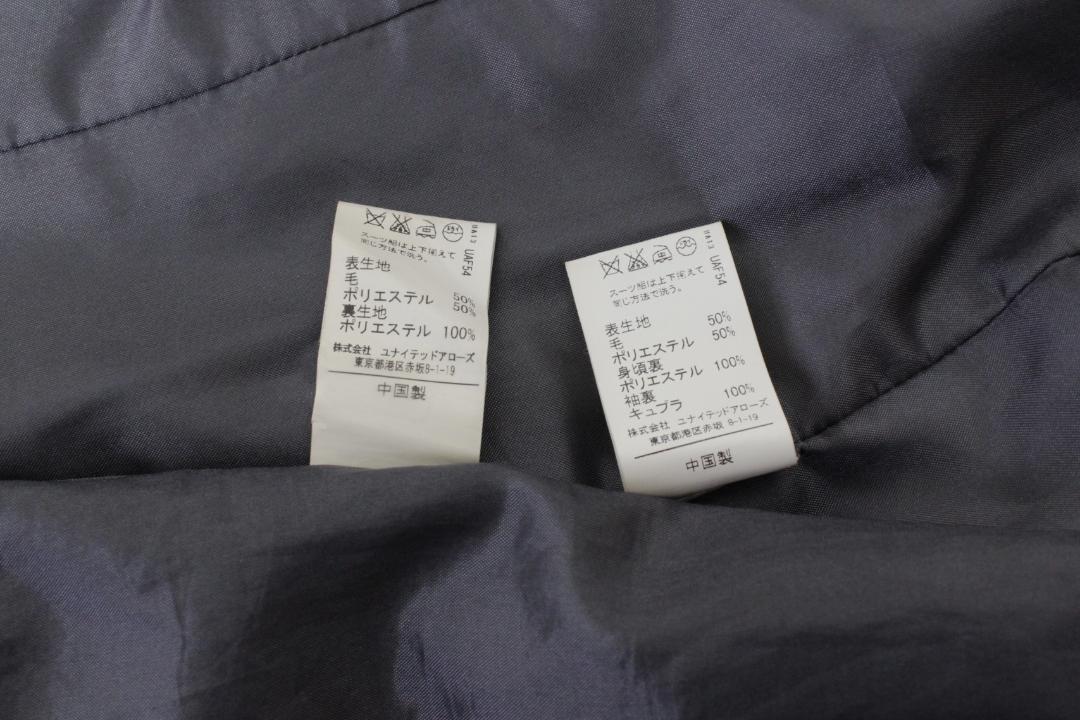 HA13 UAF54
スーツ組は上下揃えて
同じ方法で洗う。
表生地
毛 50%
ポリエステル 50%
裏生地
ポリエステル 100%
株式会社 ユナイテッドアローズ
東京都港区赤坂8-1-19
中国製
HA13 UAF54
スーツ組は上下揃えて
同じ方法で洗う。
表生地
毛 50%
ポリエステル 50%
身頃裏
ポリエステル 100%
袖裏
キュプラ 100%
株式会社 ユナイテッドアローズ
東京都港区赤坂 8-1-19
中国製